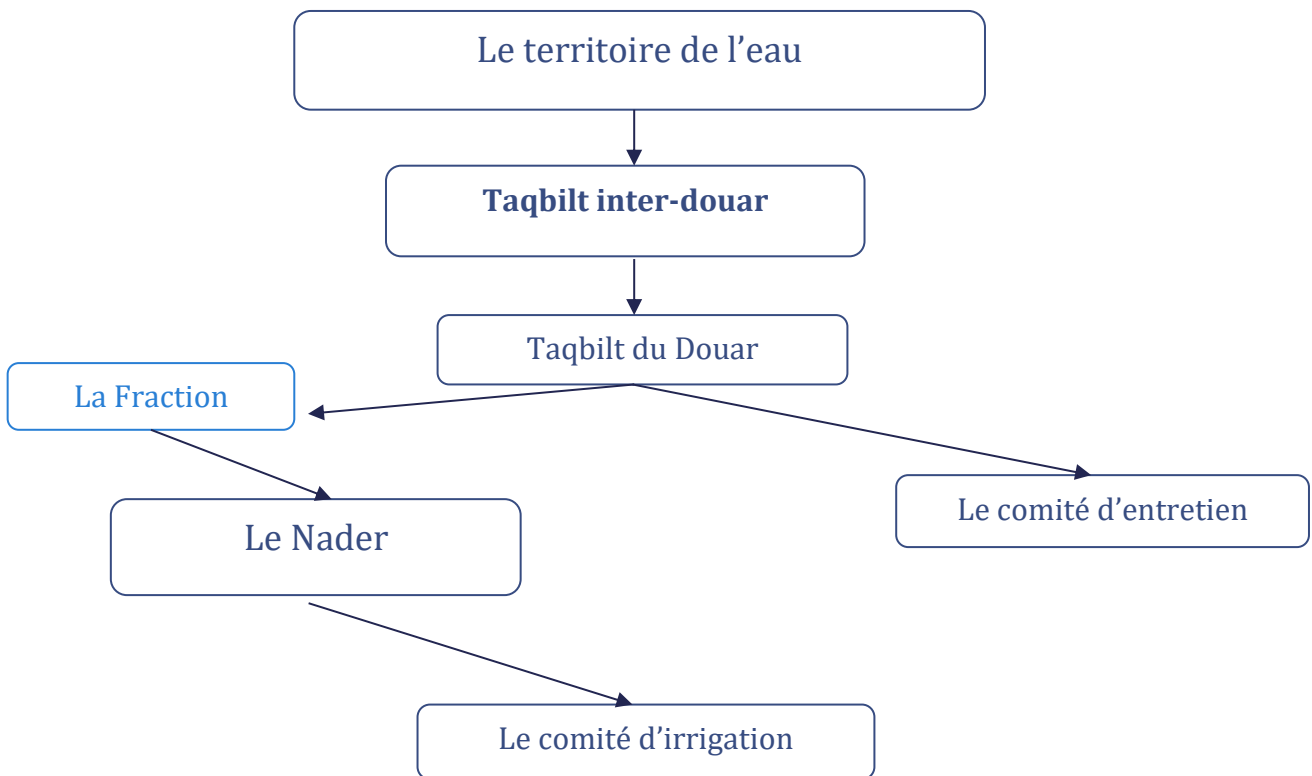 Le territoire de l’eau
Taqbilt inter-douar
Taqbilt du Douar
La Fraction
Le comité d’entretien
Le Nader
Le comité d’irrigation